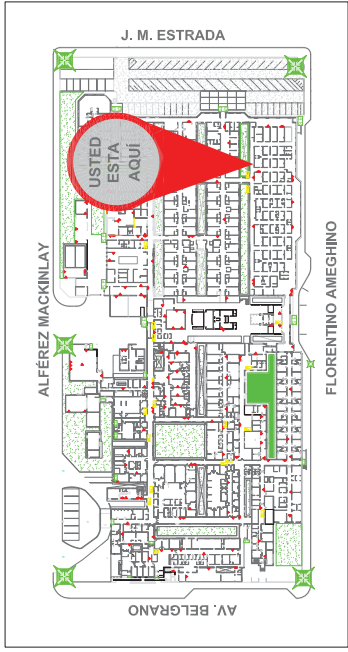 J. M. ESTRADA
USTED
ESTA
AQUÍ
ALFÉREZ MACKINLAY
FLORENTINO AMEGHINO
AV. BELGRANO